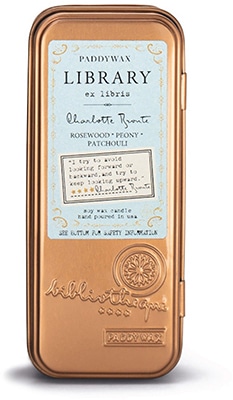 PADDYWAX
LIBRARY
ex libris
Charlotte Bronte
ROSEWOOD * PEONY *
PATCHOULI
"I try to avoid
looking forward or
backward, and try to
keep looking upward."
Charlotte Bronte
soy wax candle
hand poured in usa
SEE BOTTOM FOR SAFETY INFORMATION
bibliothèque
PADDYWAX